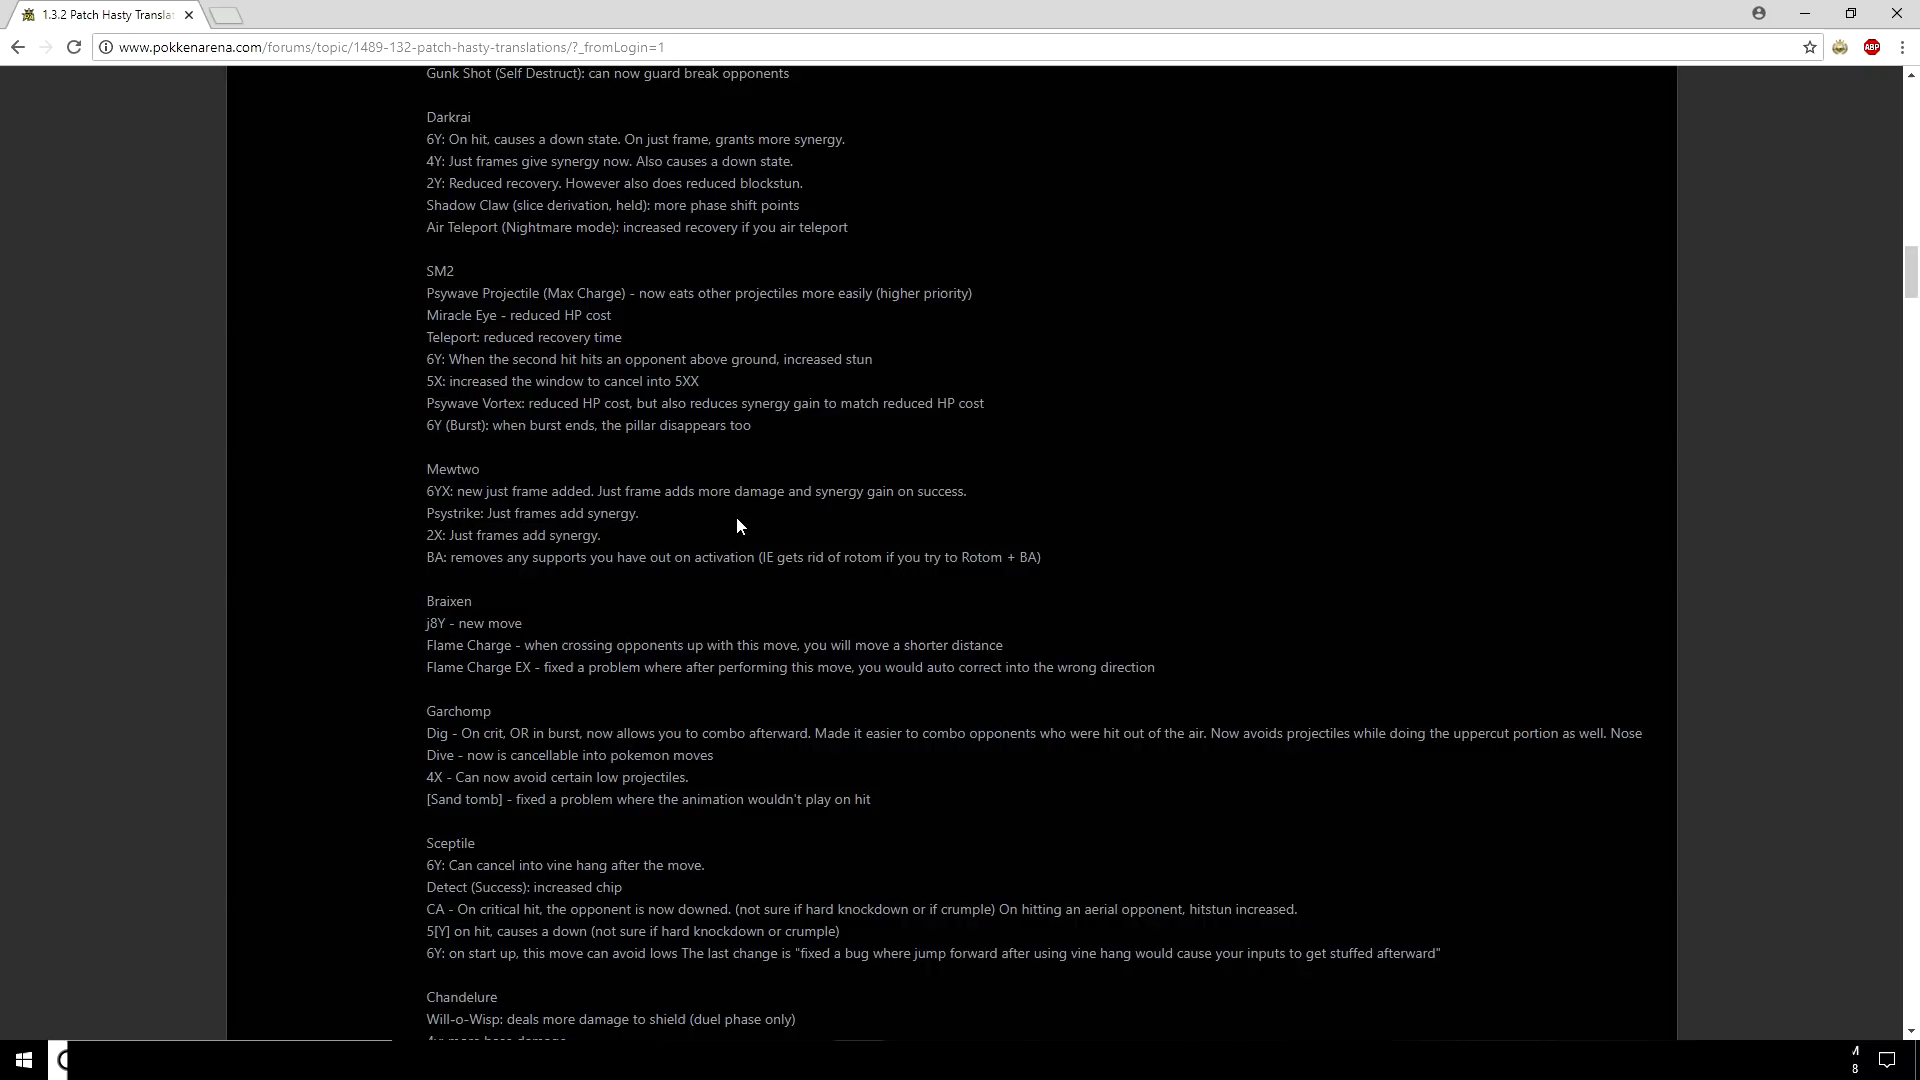 1.3.2 Patch Hasty Transla
www.pokkenarena.com/forums/topic/1489-132-patch-hasty-translations/?_fromLogin=1
ABP
Gunk Shot (Self Destruct): can now guard break opponents
Darkrai
6Y: On hit, causes a down state. On just frame, grants more synergy.
4Y: Just frames give synergy now. Also causes a down state.
2Y: Reduced recovery. However also does reduced blockstun.
Shadow Claw (slice derivation, held): more phase shift points
Air Teleport (Nightmare mode): increased recovery if you air teleport
SM2
Psywave Projectile (Max Charge) - now eats other projectiles more easily (higher priority)
Miracle Eye - reduced HP cost
Teleport: reduced recovery time
6Y: When the second hit hits an opponent above ground, increased stun
5X: increased the window to cancel into 5XX
Psywave Vortex: reduced HP cost, but also reduces synergy gain to match reduced HP cost
6Y (Burst): when burst ends, the pillar disappears too
Mewtwo
6YX: new just frame added. Just frame adds more damage and synergy gain on success.
Psystrike: Just frames add synergy.
2X: Just frames add synergy.
BA: removes any supports you have out on activation (IE gets rid of rotom if you try to Rotom + BA)
Braixen
j8Y - new move
Flame Charge - when crossing opponents up with this move, you will move a shorter distance
Flame Charge EX - fixed a problem where after performing this move, you would auto correct into the wrong direction
Garchomp
Dig - On crit, OR in burst, now allows you to combo afterward. Made it easier to combo opponents who were hit out of the air. Now avoids projectiles while doing the uppercut portion as well. Nose
Dive - now is cancellable into pokemon moves
4X - Can now avoid certain low projectiles.
[Sand tomb] - fixed a problem where the animation wouldn't play on hit
Sceptile
6Y: Can cancel into vine hang after the move.
Detect (Success): increased chip
CA - On critical hit, the opponent is now downed. (not sure if hard knockdown or if crumple) On hitting an aerial opponent, hitstun increased.
5[Y] on hit, causes a down (not sure if hard knockdown or crumple)
6Y: on start up, this move can avoid lows The last change is "fixed a bug where jump forward after using vine hang would cause your inputs to get stuffed afterward"
Chandelure
Will-o-Wisp: deals more damage to shield (duel phase only)
4y: more base damage
8